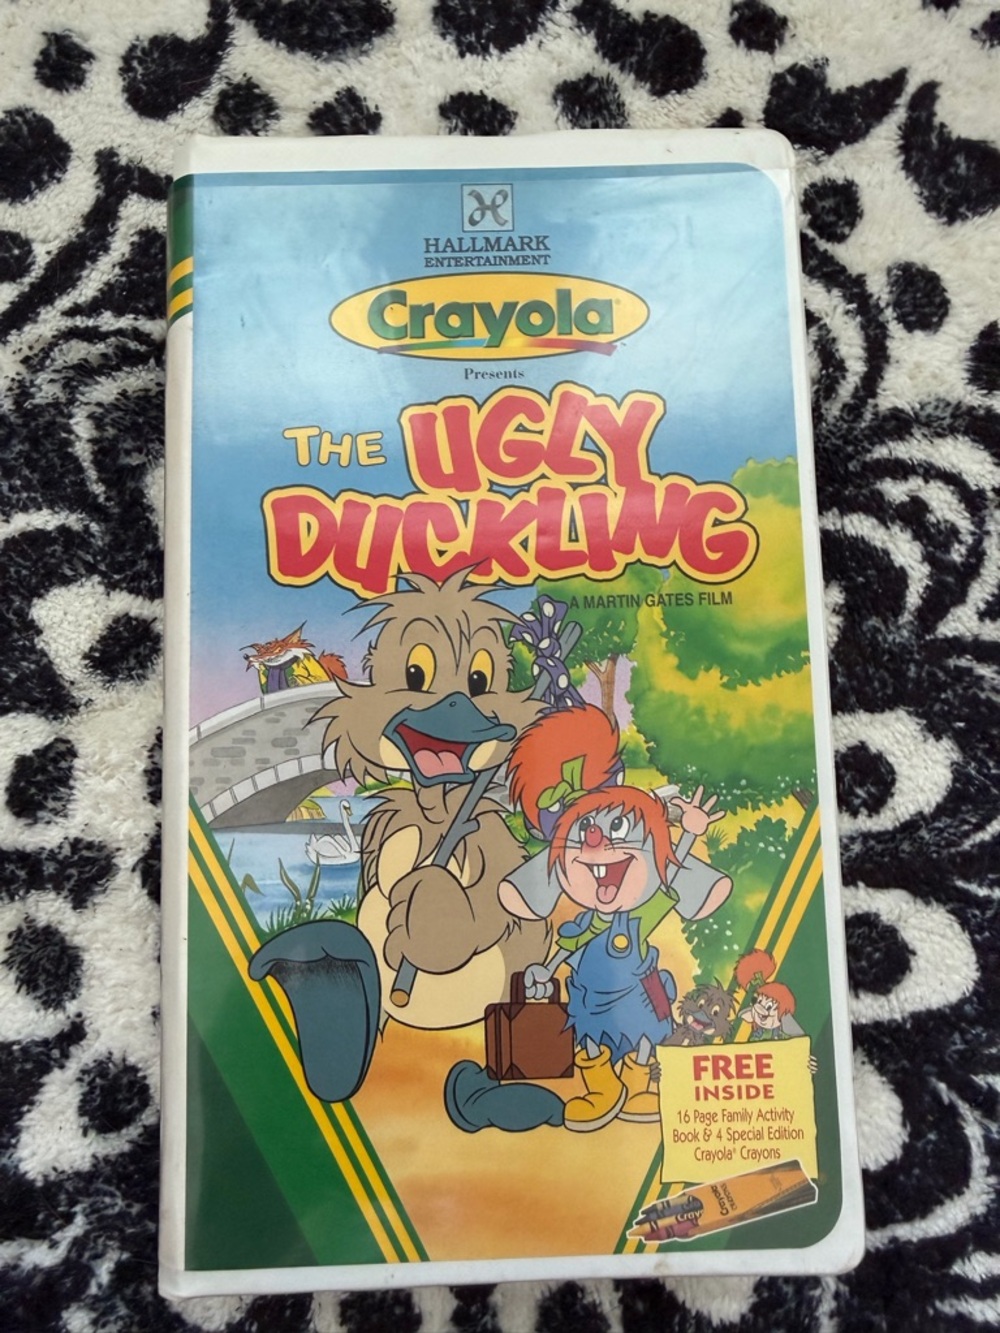 HALLMARK
ENTERTAINMENT
Crayola
Presents
THE UGLY
DUCKLING
A MARTIN GATES FILM
FREE
INSIDE
16 Page Family Activity
Book & 4 Special Edition
Crayola® Crayons